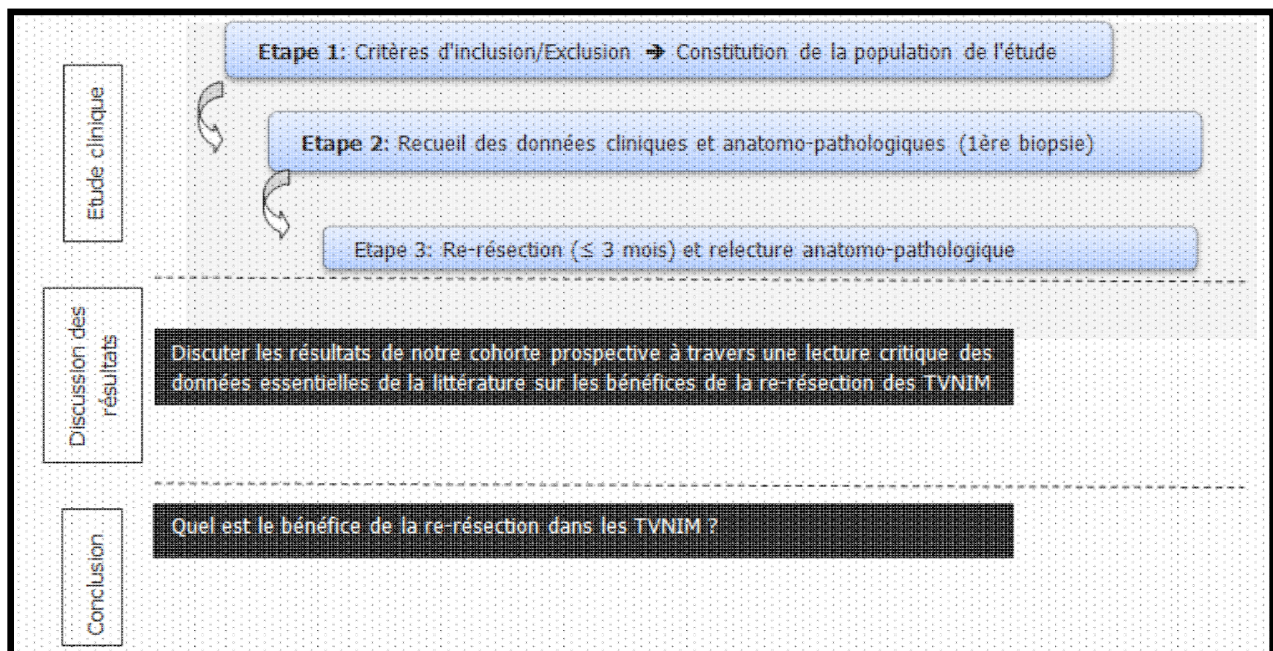 Etude clinique
Etape 1: Critères d'inclusion/Exclusion ➔ Constitution de la population de l'étude
Etape 2: Recueil des données cliniques et anatomo-pathologiques (1ère biopsie)
Etape 3: Re-résection (≤ 3 mois) et relecture anatomo-pathologique
Discussion des
résultats
Discuter les résultats de notre cohorte prospective à travers une lecture critique des
données essentielles de la littérature sur les bénéfices de la re-résection des TVNIM
Conclusion
Quel est le bénéfice de la re-résection dans les TVNIM ?